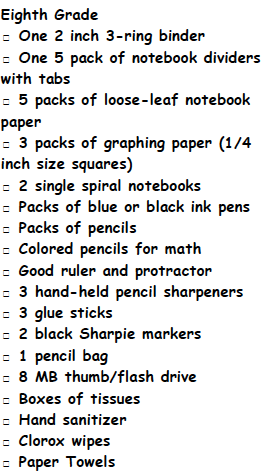 Eighth Grade
□ One 2 inch 3-ring binder
□ One 5 pack of notebook dividers
with tabs
□ 5 packs of loose-leaf notebook
paper
□ 3 packs of graphing paper (1/4
inch size squares)
□ 2 single spiral notebooks
□ Packs of blue or black ink pens
□ Packs of pencils
□ Colored pencils for math
□ Good ruler and protractor
□ 3 hand-held pencil sharpeners
□ 3 glue sticks
□ 2 black Sharpie markers
□ 1 pencil bag
□ 8 MB thumb/flash drive
□ Boxes of tissues
□ Hand sanitizer
□ Clorox wipes
□ Paper Towels